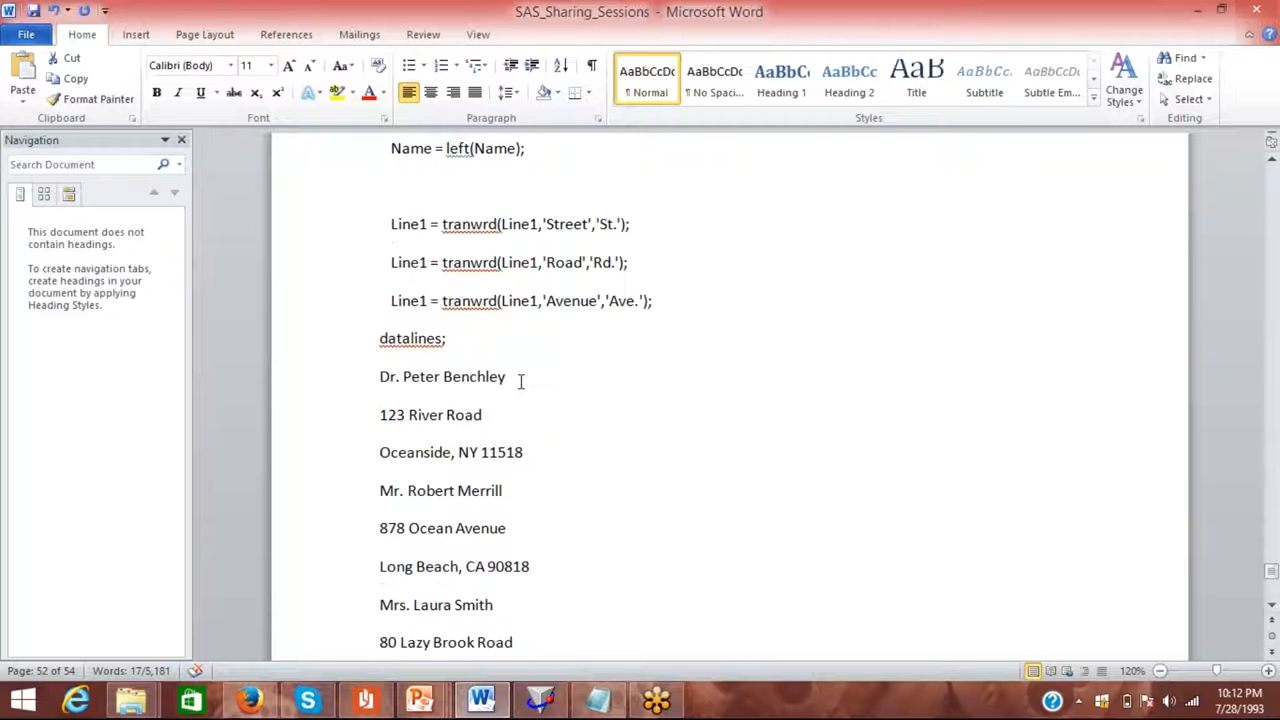 SAS_Sharing_Sessions - Microsoft Word
File Home Insert Page Layout References Mailings Review View
Paste
Cut
Copy
Format Painter
Clipboard
Calibri (Body) 11
Font
Paragraph
AaBbCcDc AaBbCcDc AaBbC AaBbCc AaB AaBbCc. AaBbCcDc
¶ Normal ¶ No Spaci... Heading 1 Heading 2 Title Subtitle Subtle Em...
Styles
Change
Styles
Find
Replace
Select
Editing
Navigation
Search Document
This document does not
contain headings.
To create navigation tabs,
create headings in your
document by applying
Heading Styles.
Name = left(Name);
Line1 = tranwrd(Line1,'Street','St.');
Line1 = tranwrd(Line1,'Road','Rd.');
Line1 = tranwrd(Line1,'Avenue','Ave.');
datalines;
Dr. Peter Benchley
123 River Road
Oceanside, NY 11518
Mr. Robert Merrill
878 Ocean Avenue
Long Beach, CA 90818
Mrs. Laura Smith
80 Lazy Brook Road
Page: 52 of 54 Words: 17/5,181 120%
10:12 PM
7/28/1993